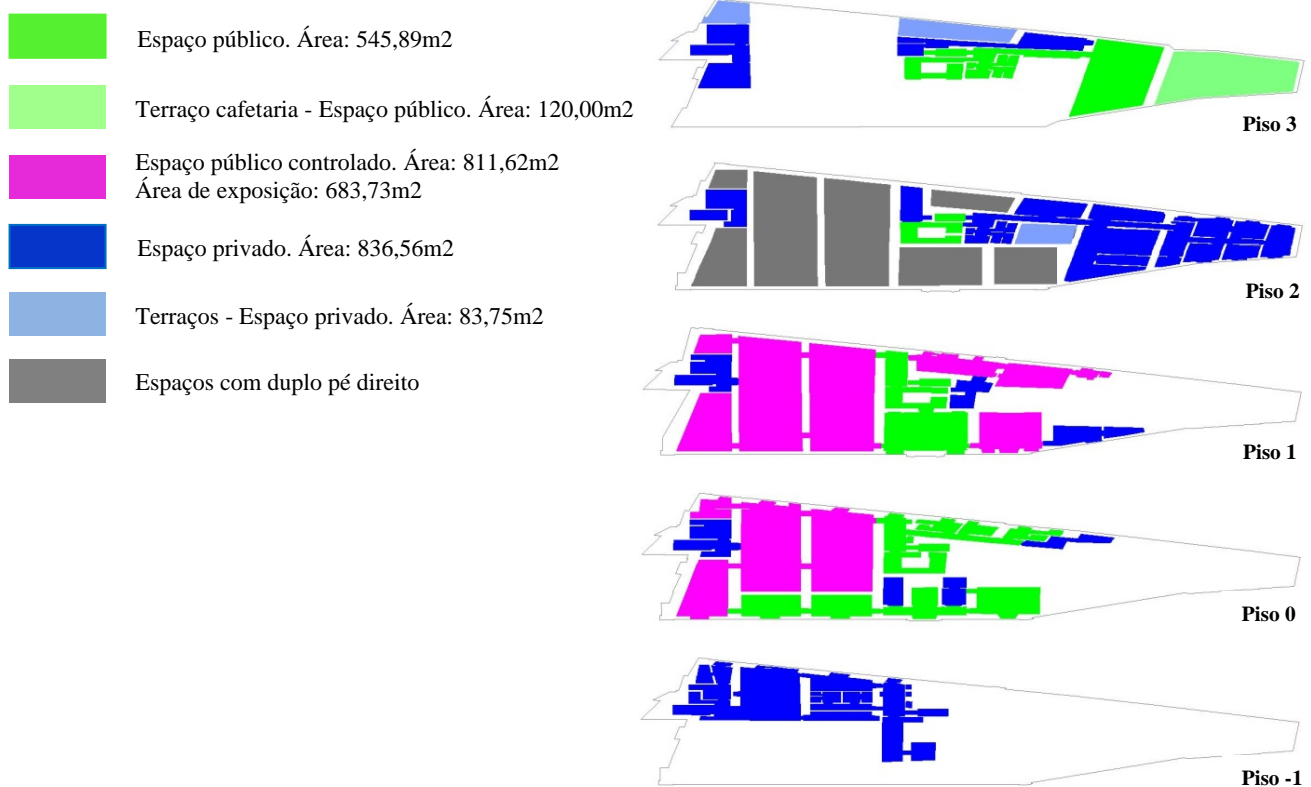 Espaço público. Área: 545,89m2
Terraço cafetaria - Espaço público. Área: 120,00m2
Espaço público controlado. Área: 811,62m2
Área de exposição: 683,73m2
Espaço privado. Área: 836,56m2
Terraços - Espaço privado. Área: 83,75m2
Espaços com duplo pé direito
Piso 3
Piso 2
Piso 1
Piso 0
Piso -1